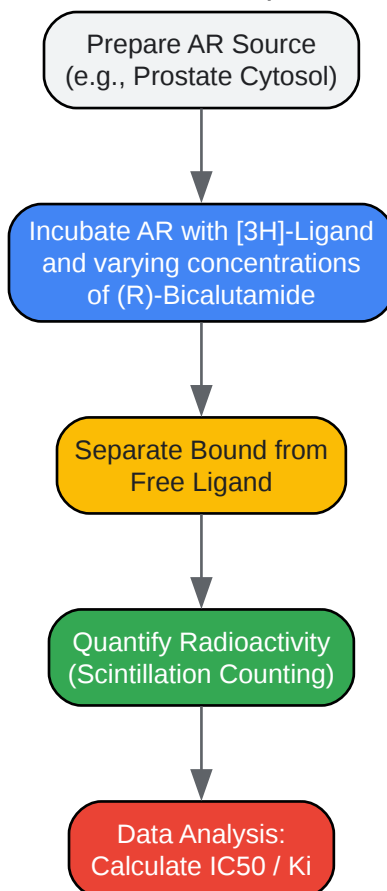 Prepare AR Source
(e.g., Prostate Cytosol)
Incubate AR with [3H]-Ligand
and varying concentrations
of (R)-Bicalutamide
Separate Bound from
Free Ligand
Quantify Radioactivity
(Scintillation Counting)
Data Analysis:
Calculate IC50 / Ki